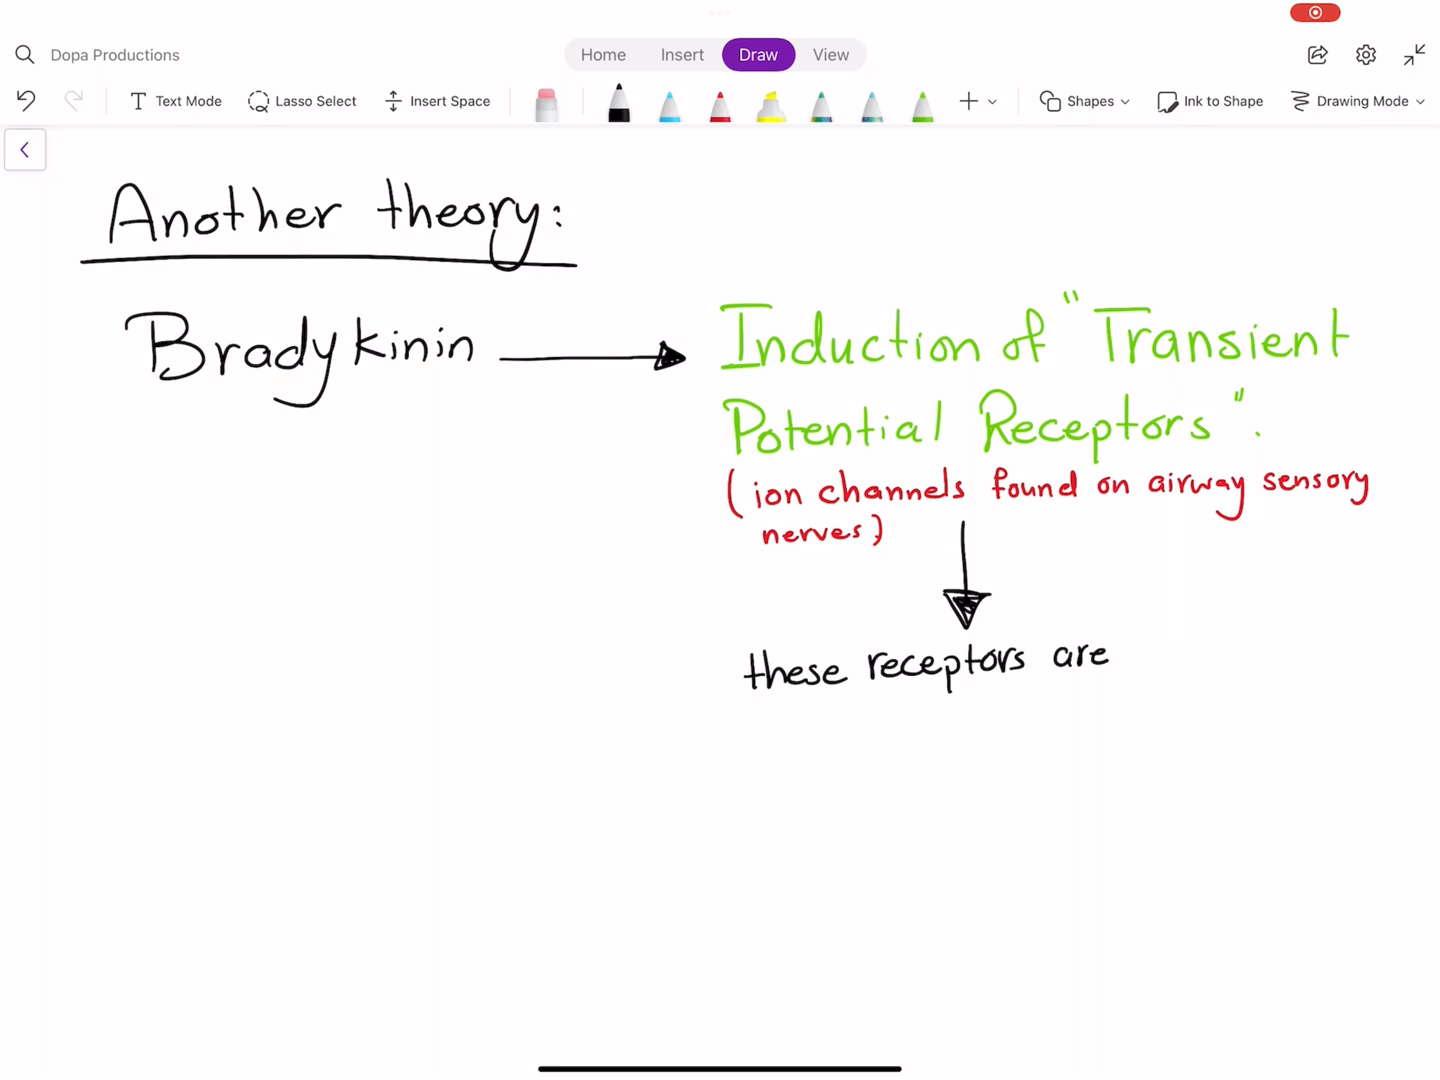 Dopa Productions
Home Insert Draw View
Text Mode Lasso Select Insert Space Shapes Ink to Shape Drawing Mode
Another theory:
Bradykinin Induction of "Transient
Potential Receptors".
(ion channels found on airway sensory
nerves)
these receptors are